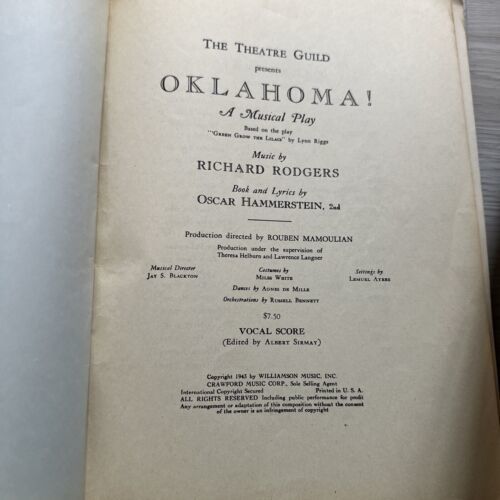 THE THEATRE GUILD
presents
OKLAHOMA!
A Musical Play
Based on the play
"GREEN GROW THE LILACS" by Lynn Riggs
Music by
RICHARD RODGERS
Book and Lyrics by
OSCAR HAMMERSTEIN, 2nd
Production directed by ROUBEN MAMOULIAN
Production under the supervision of
Theresa Helburn and Lawrence Langner
Musical Director
JAY S. BLACKTON
Costumes by
MILES WHITE
Settings by
LEMUEL AYERS
Dances by AGNES DE MILLE
Orchestrations by RUSSELL BENNETT
$7.50
VOCAL SCORE
(Edited by ALBERT SIRMAY)
Copyright 1943 by WILLIAMSON MUSIC, INC.
CRAWFORD MUSIC CORP., Sole Selling Agent
International Copyright Secured Printed in U. S. A.
ALL RIGHTS RESERVED Including public performance for profit
Any arrangement or adaptation of this composition without the consent
of the owner is an infringement of copyright